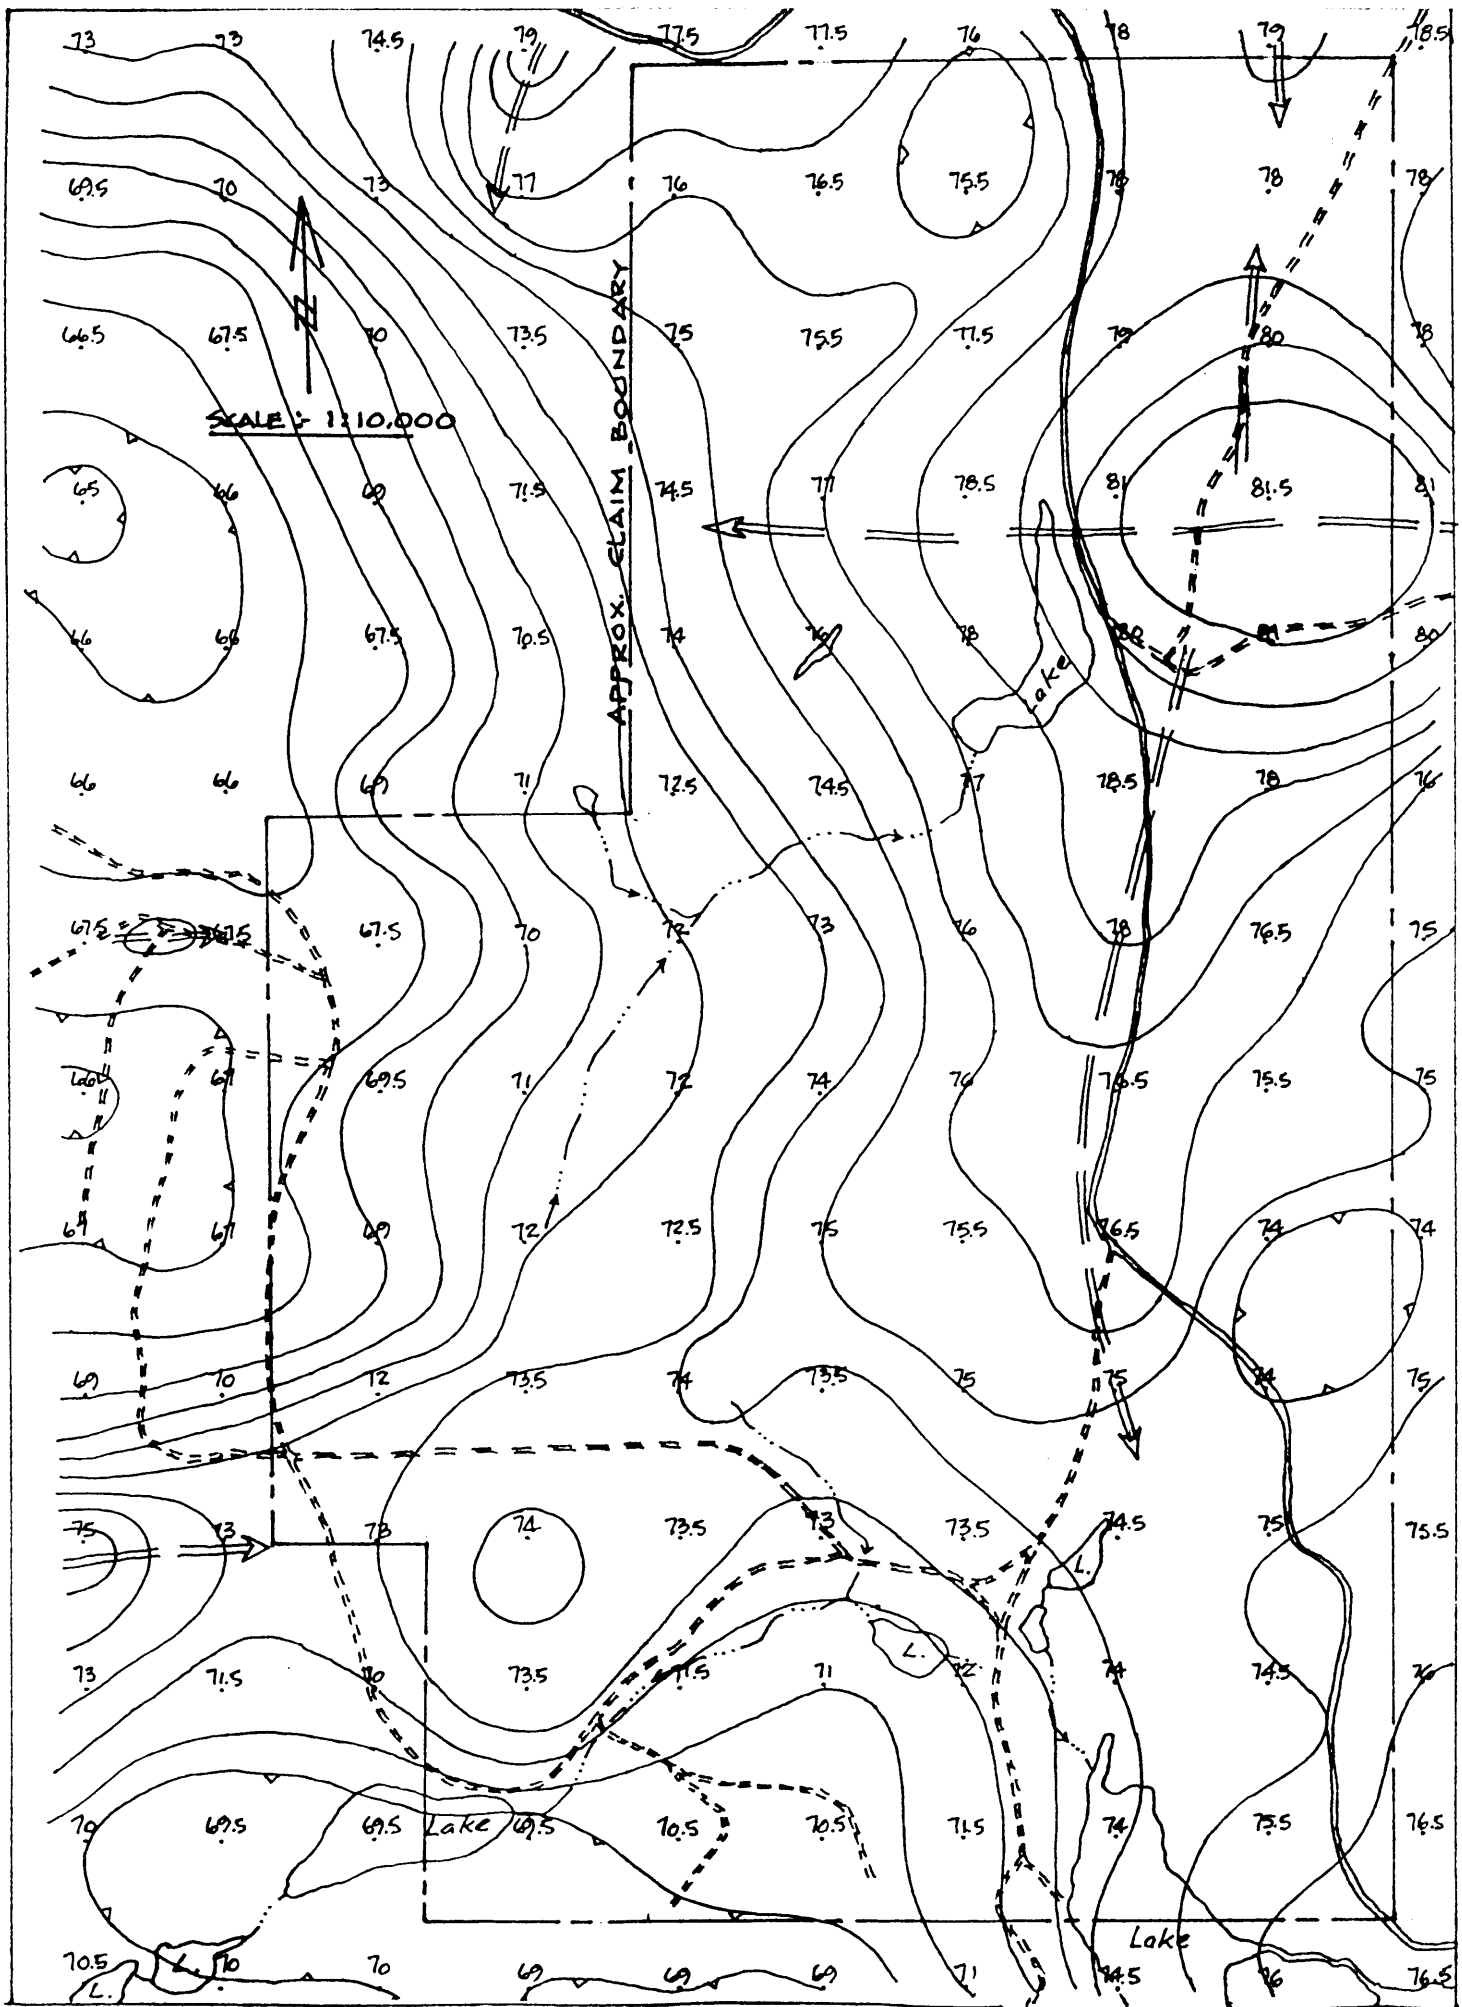 73 73 74.5 79 77.5 77.5 76 78 79 78.5
69.5 70 73 77 76 76.5 75.5 78 78 78
66.5 67.5 70 73.5 75 75.5 77.5 79 80 78
SCALE :- 1:10,000
APPROX. CLAIM BOUNDARY
65 66 69 71.5 74.5 77 78.5 81 81.5 81
66 66 67.5 70.5 74 76 78 80 81 80
Lake
66 66 69 71 72.5 74.5 77 78.5 78 76
67.5 67.5 67.5 70 72 73 76 78 76.5 75
66 67 69.5 71 72 74 76 76.5 75.5 75
67 67 69 72 72.5 75 75.5 76.5 74 74
69 70 72 73.5 74 73.5 75 75 74 75
75 73 73 74 73.5 73 73.5 74.5 75 75.5
L.
L.
73 71.5 70 73.5 71.5 71 72 74 74.5 76
70 69.5 69.5 Lake 69.5 70.5 70.5 71.5 74 75.5 76.5
Lake
70.5 L. 70 70 69 69 69 71 74.5 76 76.5
L.